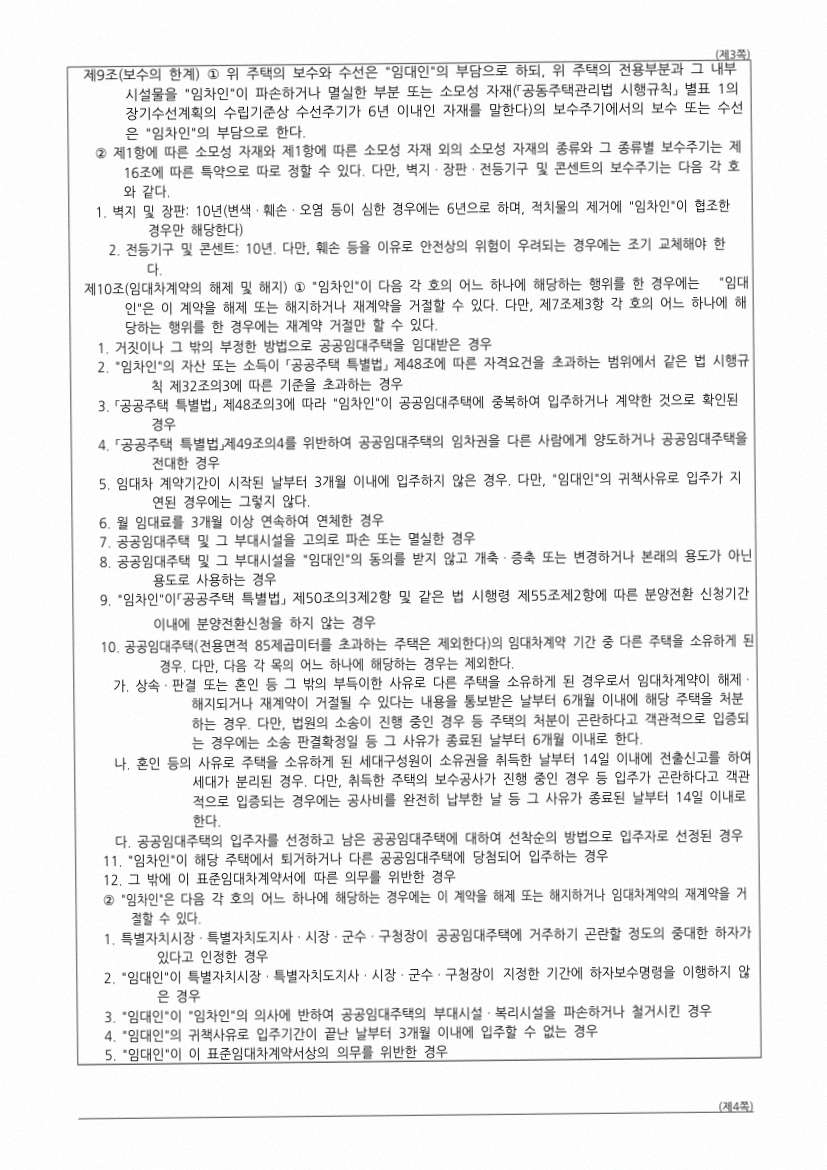 (제3쪽)
제9조(보수의 한계) ① 위 주택의 보수와 수선은 "임대인"의 부담으로 하되, 위 주택의 전용부분과 그 내부
시설물을 "임차인"이 파손하거나 멸실한 부분 또는 소모성 자재(「공동주택관리법 시행규칙」 별표 1의
장기수선계획의 수립기준상 수선주기가 6년 이내인 자재를 말한다)의 보수주기에서의 보수 또는 수선
은 "임차인"의 부담으로 한다.
② 제1항에 따른 소모성 자재와 제1항에 따른 소모성 자재 외의 소모성 자재의 종류와 그 종류별 보수주기는 제
16조에 따른 특약으로 따로 정할 수 있다. 다만, 벽지ㆍ장판ㆍ전등기구 및 콘센트의 보수주기는 다음 각 호
와 같다.
1. 벽지 및 장판: 10년(변색ㆍ훼손ㆍ오염 등이 심한 경우에는 6년으로 하며, 적치물의 제거에 "임차인"이 협조한
경우만 해당한다)
2. 전등기구 및 콘센트: 10년. 다만, 훼손 등을 이유로 안전상의 위험이 우려되는 경우에는 조기 교체해야 한
다.
제10조(임대차계약의 해제 및 해지) ① "임차인"이 다음 각 호의 어느 하나에 해당하는 행위를 한 경우에는 "임대
인"은 이 계약을 해제 또는 해지하거나 재계약을 거절할 수 있다. 다만, 제7조제3항 각 호의 어느 하나에 해
당하는 행위를 한 경우에는 재계약 거절만 할 수 있다.
1. 거짓이나 그 밖의 부정한 방법으로 공공임대주택을 임대받은 경우
2. "임차인"의 자산 또는 소득이 「공공주택 특별법」 제48조에 따른 자격요건을 초과하는 범위에서 같은 법 시행규
칙 제32조의3에 따른 기준을 초과하는 경우
3. 「공공주택 특별법」 제48조의3에 따라 "임차인"이 공공임대주택에 중복하여 입주하거나 계약한 것으로 확인된
경우
4. 「공공주택 특별법」제49조의4를 위반하여 공공임대주택의 임차권을 다른 사람에게 양도하거나 공공임대주택을
전대한 경우
5. 임대차 계약기간이 시작된 날부터 3개월 이내에 입주하지 않은 경우. 다만, "임대인"의 귀책사유로 입주가 지
연된 경우에는 그렇지 않다.
6. 월 임대료를 3개월 이상 연속하여 연체한 경우
7. 공공임대주택 및 그 부대시설을 고의로 파손 또는 멸실한 경우
8. 공공임대주택 및 그 부대시설을 "임대인"의 동의를 받지 않고 개축ㆍ증축 또는 변경하거나 본래의 용도가 아닌
용도로 사용하는 경우
9. "임차인"이「공공주택 특별법」 제50조의3제2항 및 같은 법 시행령 제55조제2항에 따른 분양전환 신청기간
이내에 분양전환신청을 하지 않는 경우
10. 공공임대주택(전용면적 85제곱미터를 초과하는 주택은 제외한다)의 임대차계약 기간 중 다른 주택을 소유하게 된
경우. 다만, 다음 각 목의 어느 하나에 해당하는 경우는 제외한다.
가. 상속ㆍ판결 또는 혼인 등 그 밖의 부득이한 사유로 다른 주택을 소유하게 된 경우로서 임대차계약이 해제ㆍ
해지되거나 재계약이 거절될 수 있다는 내용을 통보받은 날부터 6개월 이내에 해당 주택을 처분
하는 경우. 다만, 법원의 소송이 진행 중인 경우 등 주택의 처분이 곤란하다고 객관적으로 입증되
는 경우에는 소송 판결확정일 등 그 사유가 종료된 날부터 6개월 이내로 한다.
나. 혼인 등의 사유로 주택을 소유하게 된 세대구성원이 소유권을 취득한 날부터 14일 이내에 전출신고를 하여
세대가 분리된 경우. 다만, 취득한 주택의 보수공사가 진행 중인 경우 등 입주가 곤란하다고 객관
적으로 입증되는 경우에는 공사비를 완전히 납부한 날 등 그 사유가 종료된 날부터 14일 이내로
한다.
다. 공공임대주택의 입주자를 선정하고 남은 공공임대주택에 대하여 선착순의 방법으로 입주자로 선정된 경우
11. "임차인"이 해당 주택에서 퇴거하거나 다른 공공임대주택에 당첨되어 입주하는 경우
12. 그 밖에 이 표준임대차계약서에 따른 의무를 위반한 경우
② "임차인"은 다음 각 호의 어느 하나에 해당하는 경우에는 이 계약을 해제 또는 해지하거나 임대차계약의 재계약을 거
절할 수 있다.
1. 특별자치시장ㆍ특별자치도지사ㆍ시장ㆍ군수ㆍ구청장이 공공임대주택에 거주하기 곤란할 정도의 중대한 하자가
있다고 인정한 경우
2. "임대인"이 특별자치시장ㆍ특별자치도지사ㆍ시장ㆍ군수ㆍ구청장이 지정한 기간에 하자보수명령을 이행하지 않
은 경우
3. "임대인"이 "임차인"의 의사에 반하여 공공임대주택의 부대시설ㆍ복리시설을 파손하거나 철거시킨 경우
4. "임대인"의 귀책사유로 입주기간이 끝난 날부터 3개월 이내에 입주할 수 없는 경우
5. "임대인"이 이 표준임대차계약서상의 의무를 위반한 경우
(제4쪽)